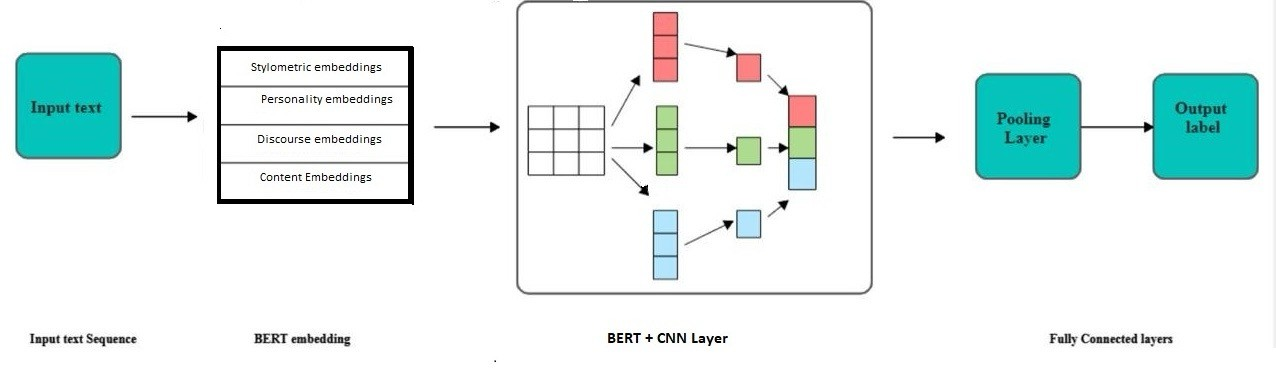 Input text
Stylometric embeddings
Personality embeddings
Discourse embeddings
Content Embeddings
Pooling
Layer
Output
label
Input text Sequence
BERT embedding
BERT + CNN Layer
Fully Connected layers